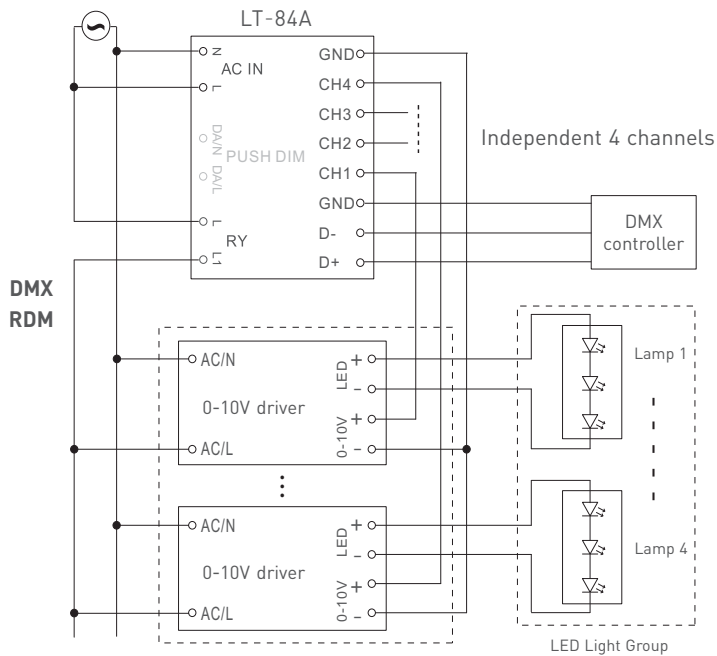 LT-84A
N
AC IN
L
DA/N
DA/L
PUSH DIM
L
RY
L1
GND
CH4
CH3
CH2
CH1
GND
D-
D+
Independent 4 channels
DMX
controller
DMX
RDM
AC/N
0-10V driver
AC/L
LED
+
-
0-10V
+
-
Lamp 1
AC/N
0-10V driver
AC/L
LED
+
-
0-10V
+
-
Lamp 4
LED Light Group